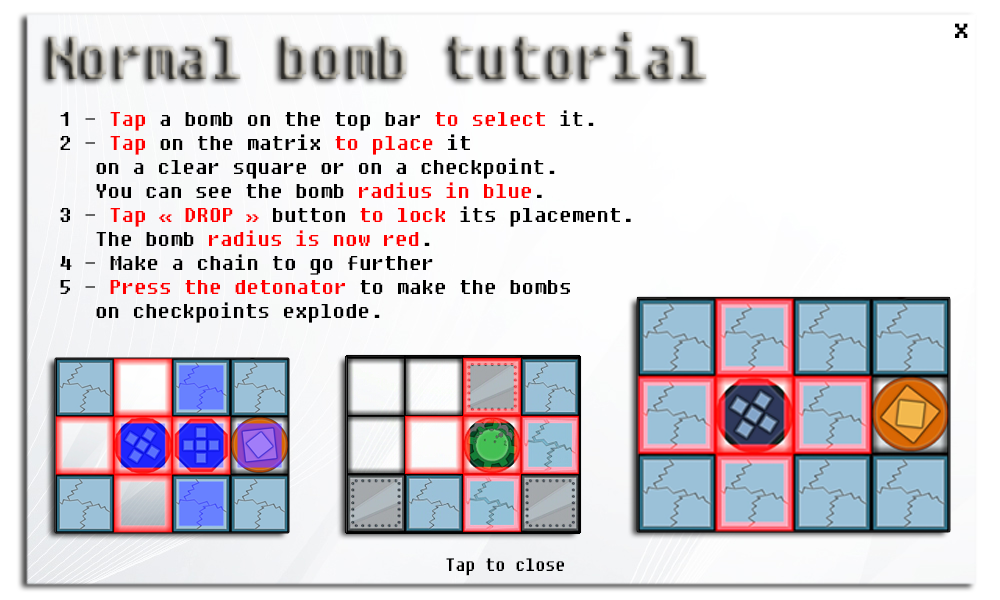 x
Normal bomb tutorial
1 - Tap a bomb on the top bar to select it.
2 - Tap on the matrix to place it
on a clear square or on a checkpoint.
You can see the bomb radius in blue.
3 - Tap « DROP » button to lock its placement.
The bomb radius is now red.
4 - Make a chain to go further
5 - Press the detonator to make the bombs
on checkpoints explode.
Tap to close